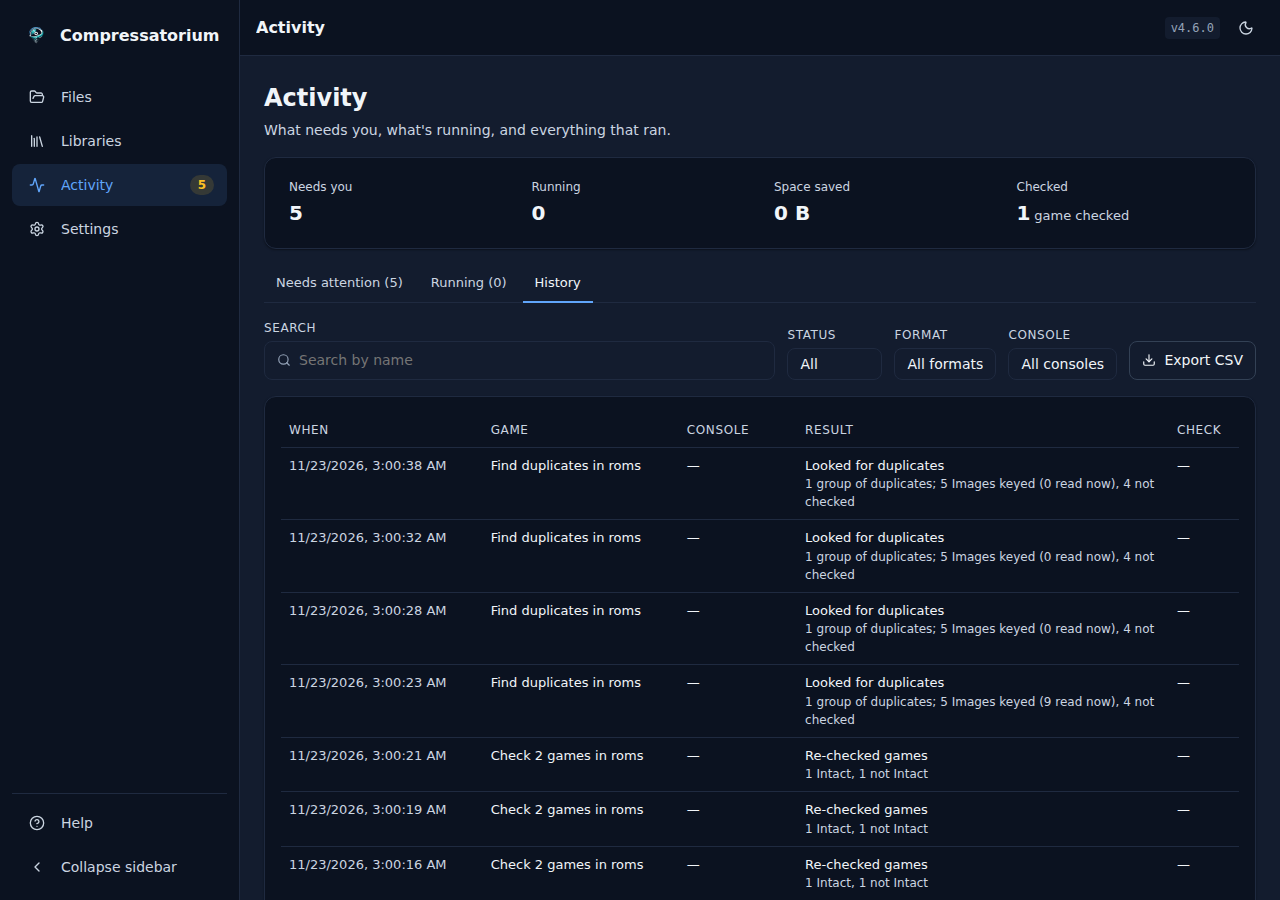 Compressatorium
Activity
v4.6.0
Files
Libraries
Activity 5
Settings
Help
Collapse sidebar
Activity
What needs you, what's running, and everything that ran.
Needs you Running Space saved Checked
5 0 0 B 1 game checked
Needs attention (5) Running (0) History
SEARCH STATUS FORMAT CONSOLE
Search by name All All formats All consoles Export CSV
WHEN GAME CONSOLE RESULT CHECK
11/23/2026, 3:00:38 AM Find duplicates in roms — Looked for duplicates —
1 group of duplicates; 5 Images keyed (0 read now), 4 not
checked
11/23/2026, 3:00:32 AM Find duplicates in roms — Looked for duplicates —
1 group of duplicates; 5 Images keyed (0 read now), 4 not
checked
11/23/2026, 3:00:28 AM Find duplicates in roms — Looked for duplicates —
1 group of duplicates; 5 Images keyed (0 read now), 4 not
checked
11/23/2026, 3:00:23 AM Find duplicates in roms — Looked for duplicates —
1 group of duplicates; 5 Images keyed (9 read now), 4 not
checked
11/23/2026, 3:00:21 AM Check 2 games in roms — Re-checked games —
1 Intact, 1 not Intact
11/23/2026, 3:00:19 AM Check 2 games in roms — Re-checked games —
1 Intact, 1 not Intact
11/23/2026, 3:00:16 AM Check 2 games in roms — Re-checked games —
1 Intact, 1 not Intact